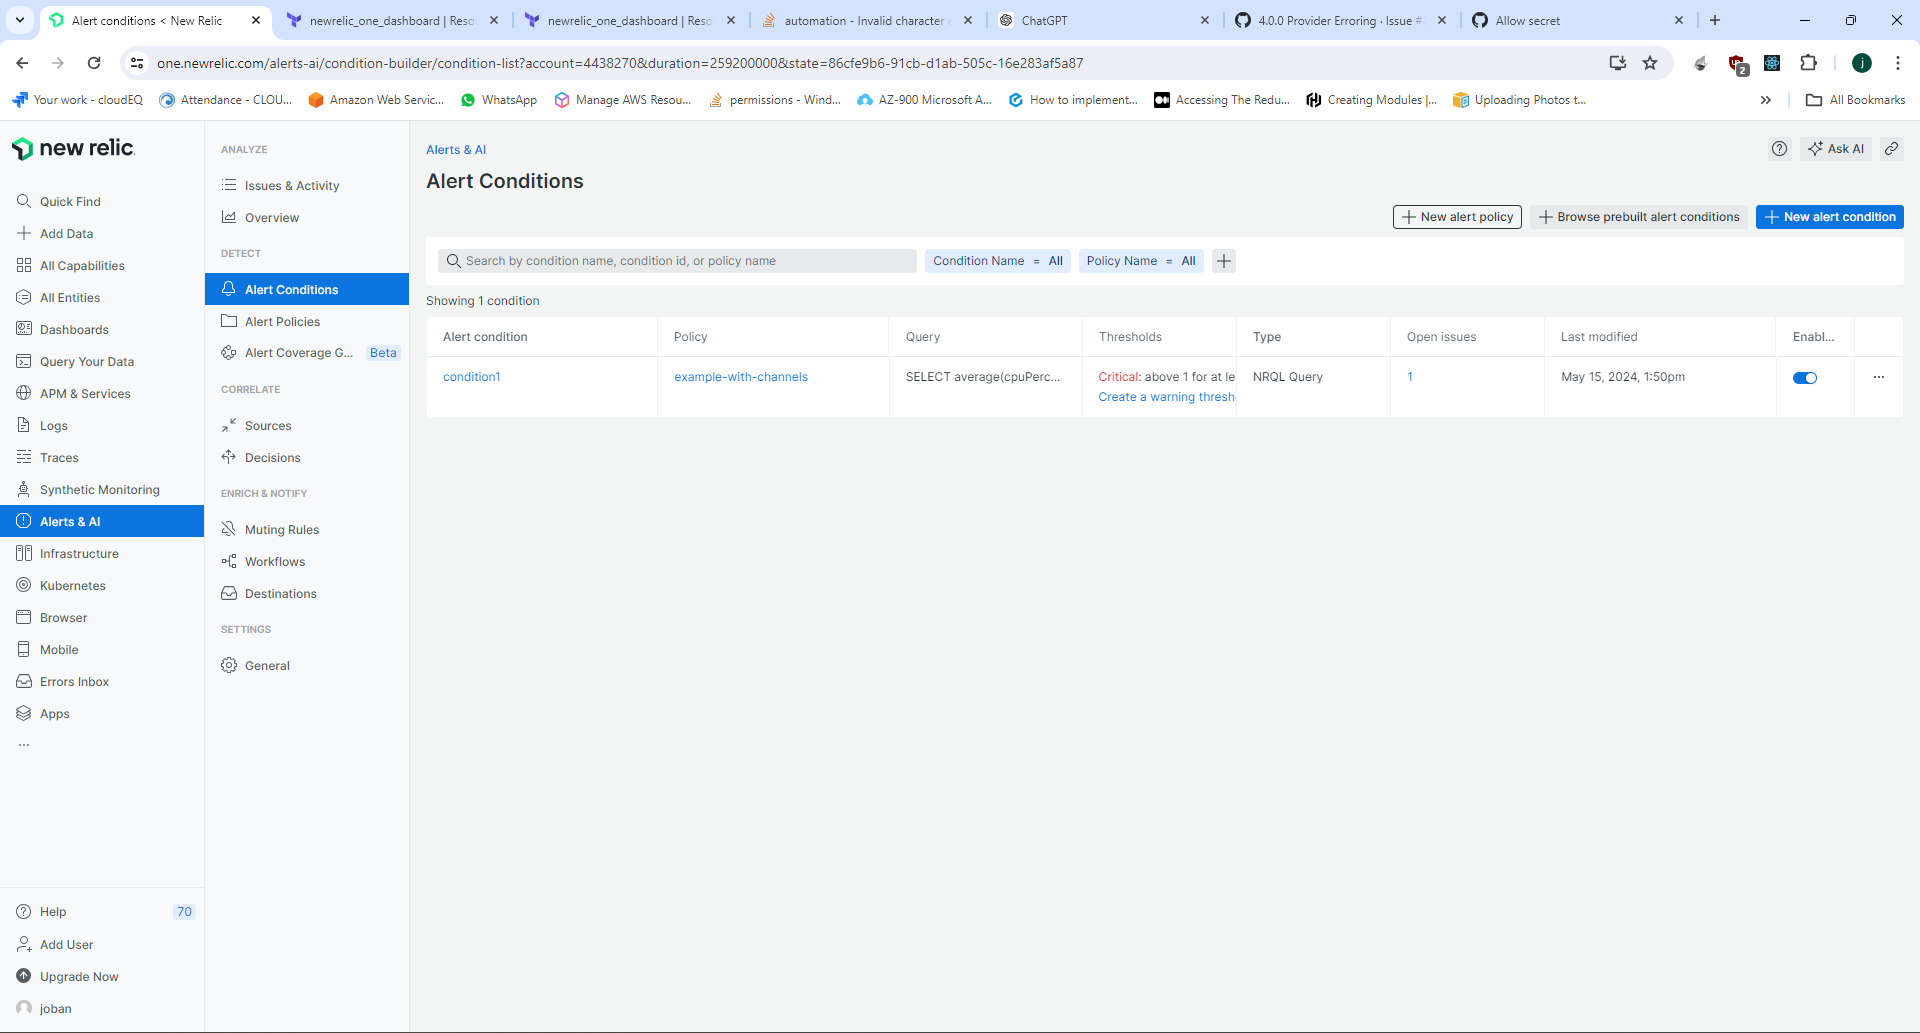 Alert conditions < New Relic
newrelic_one_dashboard | Reso
newrelic_one_dashboard | Reso
automation - Invalid character
ChatGPT
4.0.0 Provider Erroring · Issue #
Allow secret
one.newrelic.com/alerts-ai/condition-builder/condition-list?account=4438270&duration=259200000&state=86cfe9b6-91cb-d1ab-505c-16e283af5a87
2
j
Your work - cloudEQ
Attendance - CLOU...
Amazon Web Servic...
WhatsApp
Manage AWS Resou...
permissions - Wind...
AZ-900 Microsoft A...
How to implement...
Accessing The Redu...
Creating Modules |...
Uploading Photos t...
All Bookmarks
new relic
Quick Find
Add Data
All Capabilities
All Entities
Dashboards
Query Your Data
APM & Services
Logs
Traces
Synthetic Monitoring
Alerts & AI
Infrastructure
Kubernetes
Browser
Mobile
Errors Inbox
Apps
...
Help 70
Add User
Upgrade Now
joban
ANALYZE
Issues & Activity
Overview
DETECT
Alert Conditions
Alert Policies
Alert Coverage G... Beta
CORRELATE
Sources
Decisions
ENRICH & NOTIFY
Muting Rules
Workflows
Destinations
SETTINGS
General
Alerts & AI
Ask AI
Alert Conditions
New alert policy
Browse prebuilt alert conditions
New alert condition
Search by condition name, condition id, or policy name
Condition Name = All
Policy Name = All
Showing 1 condition
Alert condition Policy Query Thresholds Type Open issues Last modified Enabl...
condition1 example-with-channels SELECT average(cpuPerc... Critical: above 1 for at le NRQL Query 1 May 15, 2024, 1:50pm ...
Create a warning thresh